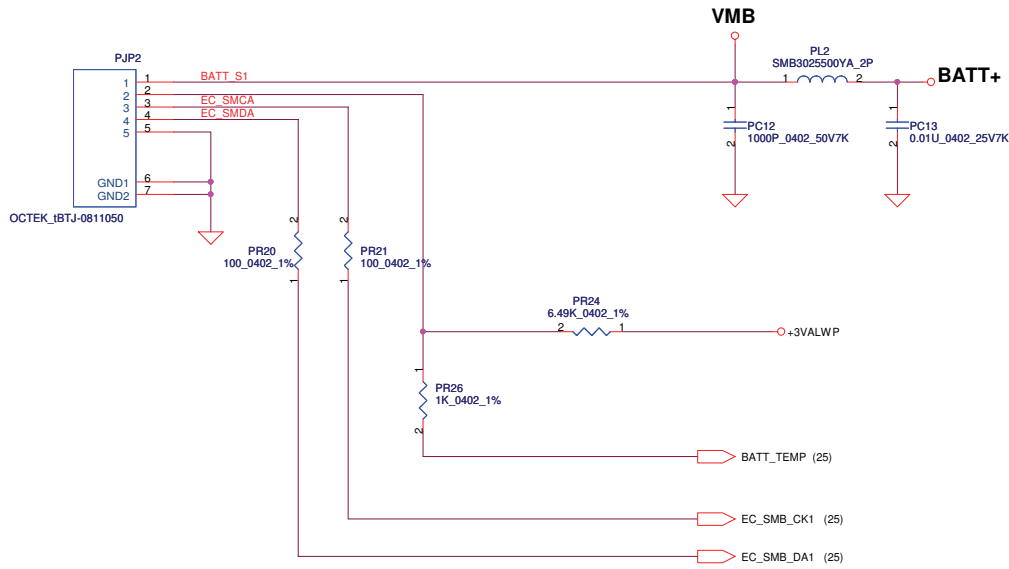 VMB
PJP2
PL2
SMB3025500YA_2P
1
1
BATT_S1
1
2
BATT+
2
2
3
3
EC_SMCA
4
4
EC_SMDA
5
5
1
PC12
1000P_0402_50V7K
2
1
PC13
0.01U_0402_25V7K
2
GND1
6
GND2
7
OCTEK_tBTJ-0811050
2
PR20
100_0402_1%
1
2
PR21
100_0402_1%
1
PR24
6.49K_0402_1%
2
1
+3VALWP
1
PR26
1K_0402_1%
2
BATT_TEMP (25)
EC_SMB_CK1 (25)
EC_SMB_DA1 (25)